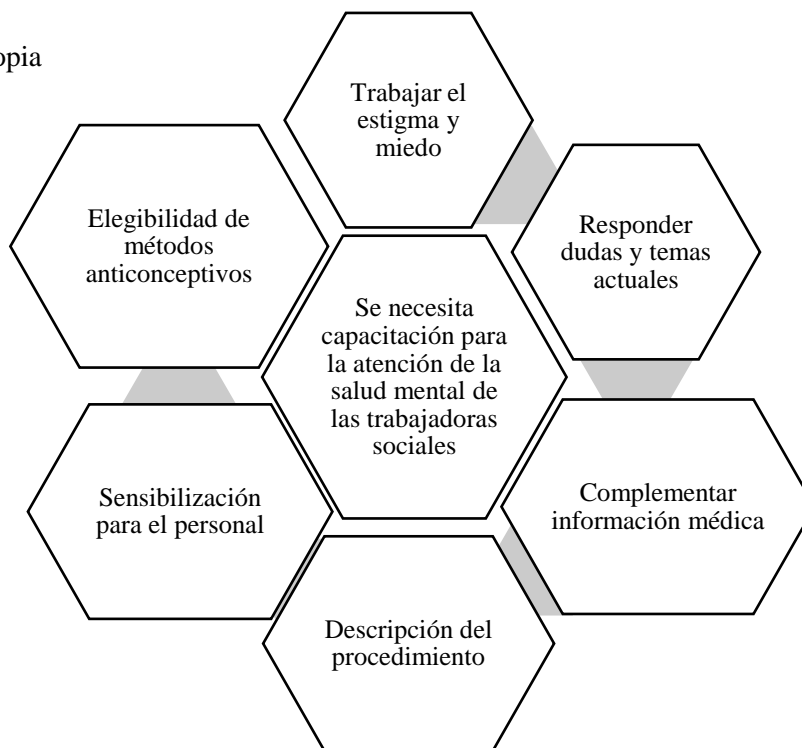 opia
Trabajar el
estigma y
miedo
Elegibilidad de
métodos
anticonceptivos
Responder
dudas y temas
actuales
Se necesita
capacitación para
la atención de la
salud mental de
las trabajadoras
sociales
Sensibilización
para el personal
Complementar
información médica
Descripción del
procedimiento